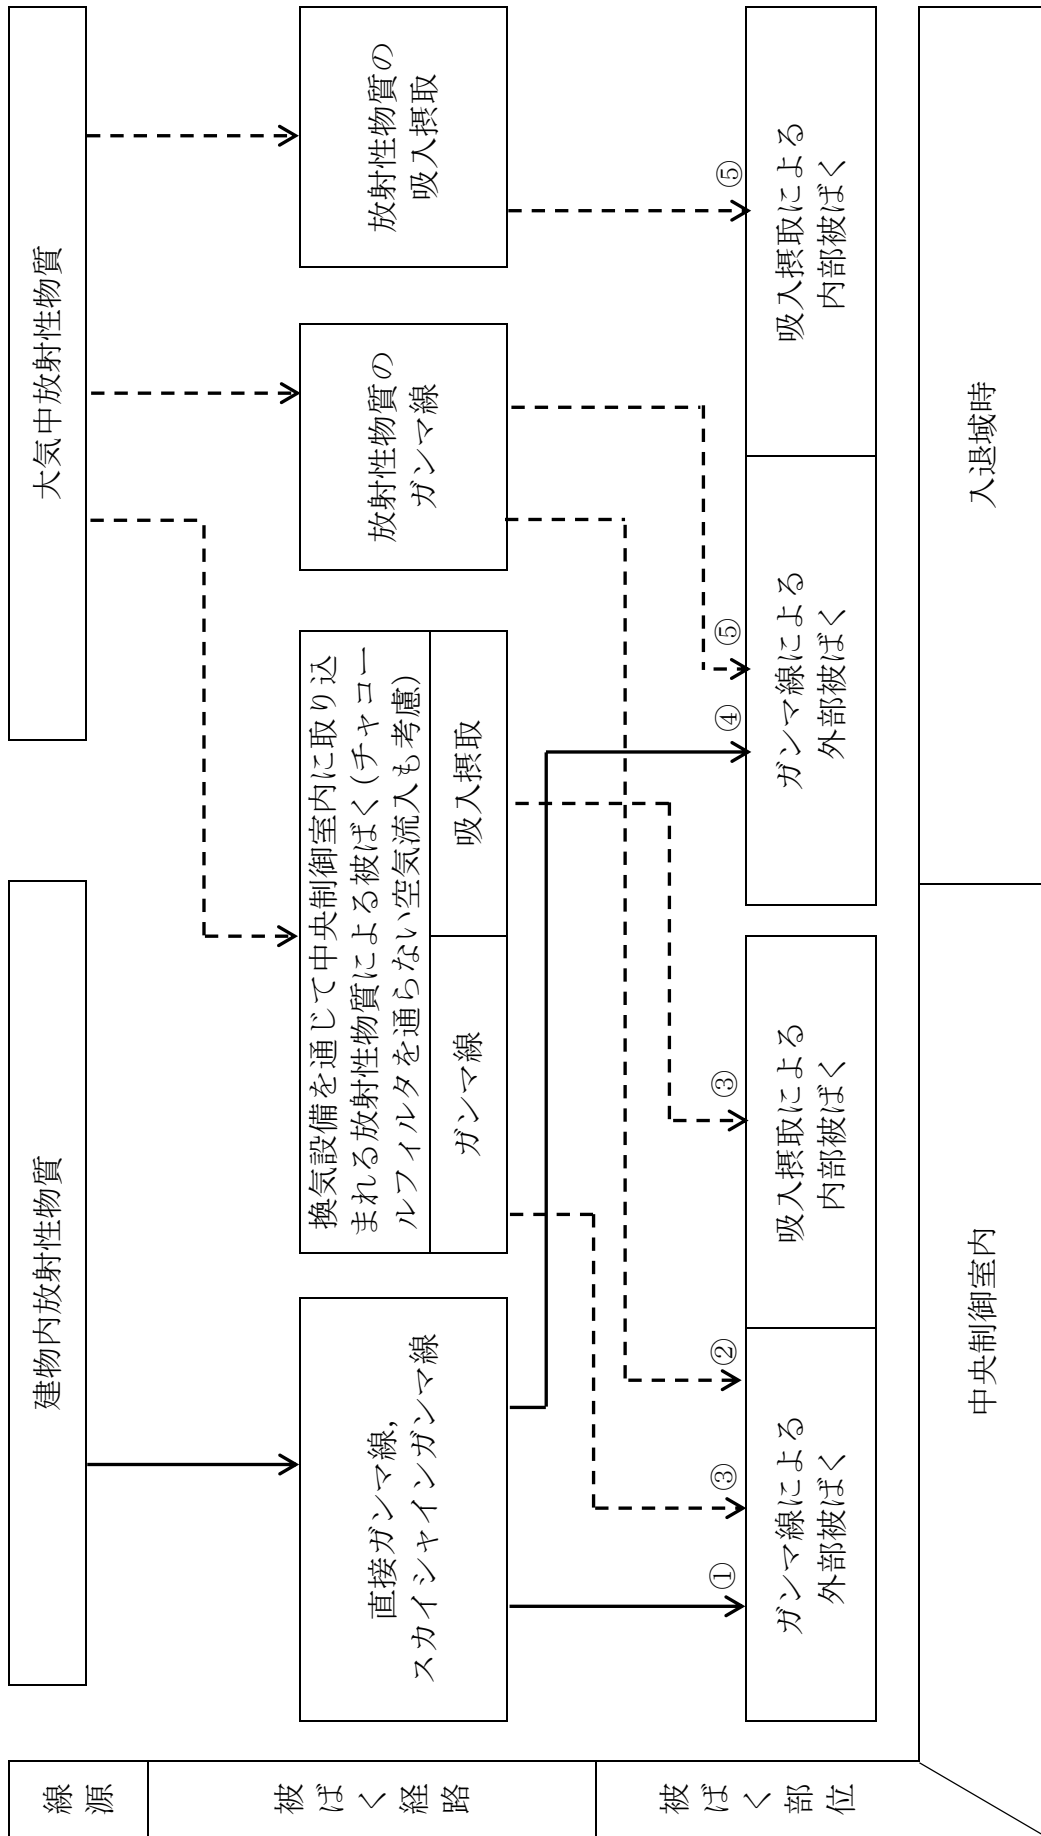 線
源
被
ば
く
経
路
被
ば
く
部
位
建物内放射性物質
大気中放射性物質
直接ガンマ線,
スカイシャインガンマ線
換気設備を通じて中央制御室内に取り込
まれる放射性物質による被ばく(チャコー
ルフィルタを通らない空気流入も考慮)
ガンマ線
吸入摂取
放射性物質の
ガンマ線
放射性物質の
吸入摂取
①
③
②
③
④
⑤
⑤
ガンマ線による
外部被ばく
吸入摂取による
内部被ばく
ガンマ線による
外部被ばく
吸入摂取による
内部被ばく
中央制御室内
入退域時